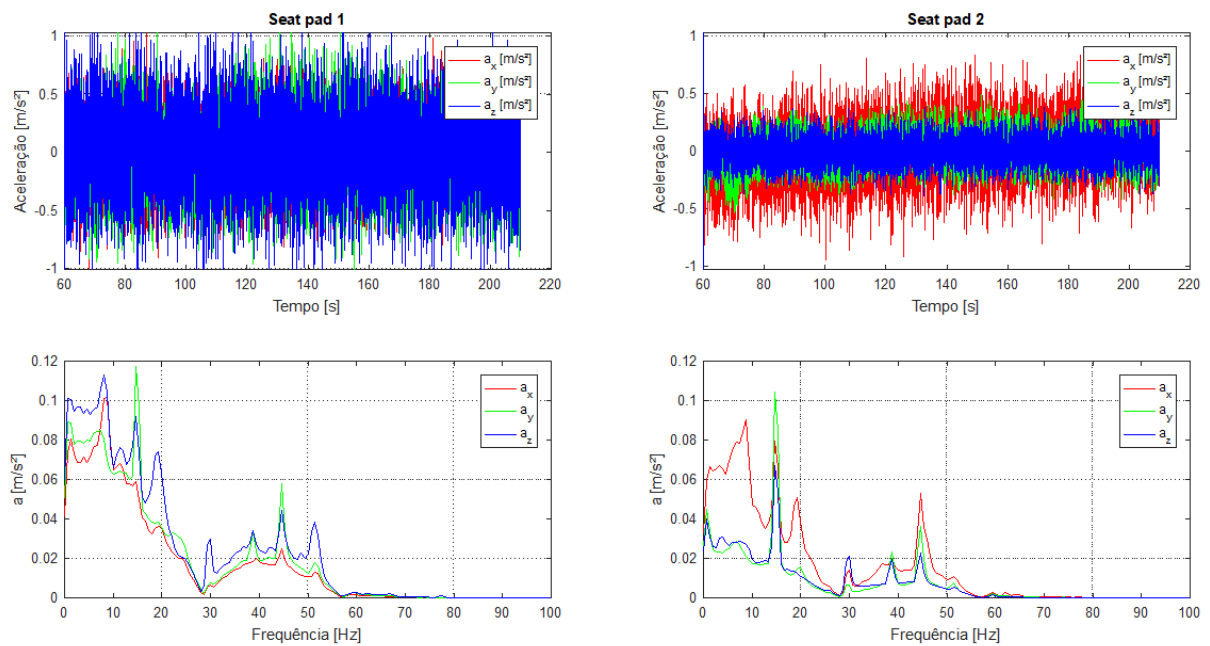 Seat pad 1
Aceleração [m/s²]
1
0.5
0
-0.5
-1
60 80 100 120 140 160 180 200 220
Tempo [s]
a_x [m/s²]
a_y [m/s²]
a_z [m/s²]
Seat pad 2
Aceleração [m/s²]
1
0.5
0
-0.5
-1
60 80 100 120 140 160 180 200 220
Tempo [s]
a_x [m/s²]
a_y [m/s²]
a_z [m/s²]
a [m/s²]
0.12
0.1
0.08
0.06
0.04
0.02
0
0 10 20 30 40 50 60 70 80 90 100
Frequência [Hz]
a_x
a_y
a_z
a [m/s²]
0.12
0.1
0.08
0.06
0.04
0.02
0
0 10 20 30 40 50 60 70 80 90 100
Frequência [Hz]
a_x
a_y
a_z